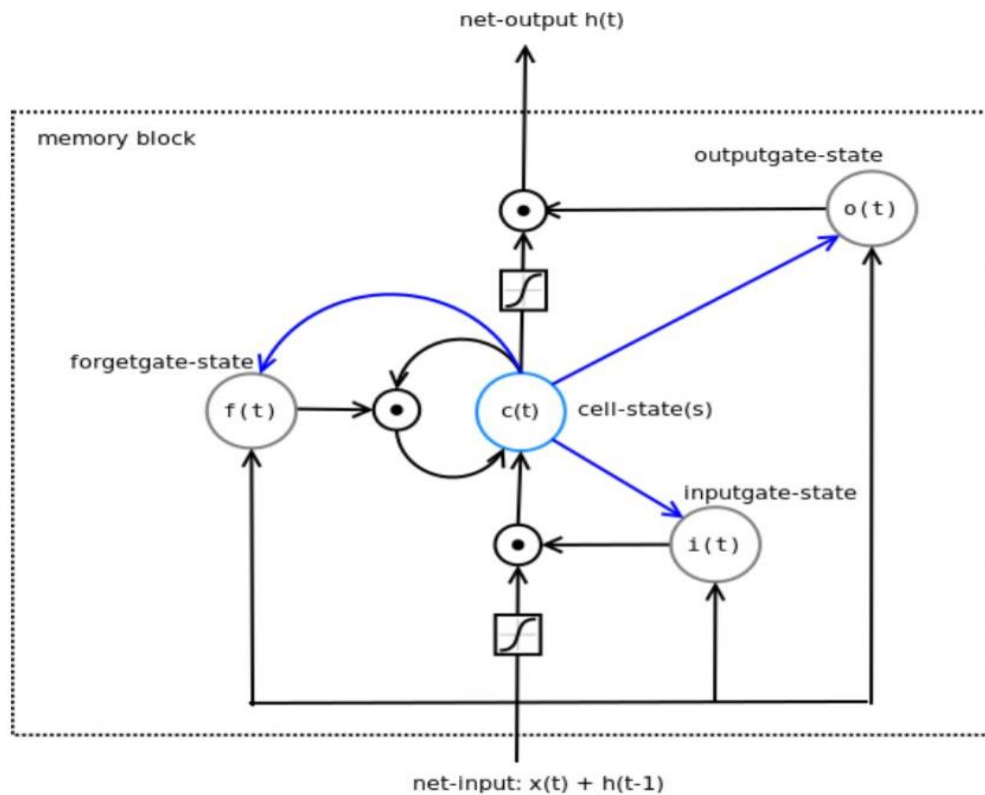 net-output h(t)
memory block
outputgate-state
o(t)
forgetgate-state
f(t)
c(t)
cell-state(s)
inputgate-state
i(t)
net-input: x(t) + h(t-1)